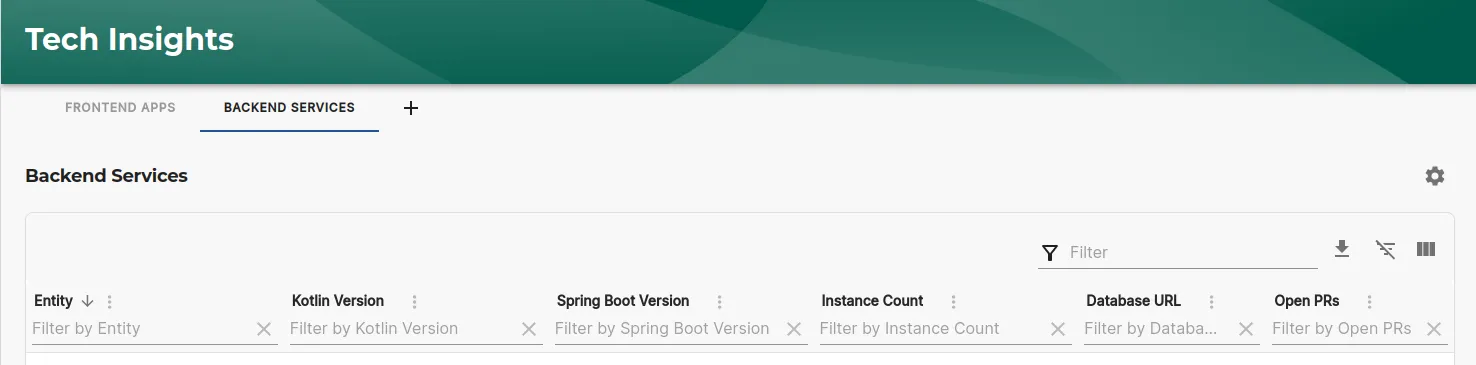 Tech Insights
FRONTEND APPS BACKEND SERVICES
Backend Services
Filter
Entity Kotlin Version Spring Boot Version Instance Count Database URL Open PRs
Filter by Entity Filter by Kotlin Version Filter by Spring Boot Version Filter by Instance Count Filter by Databa... Filter by Open PRs